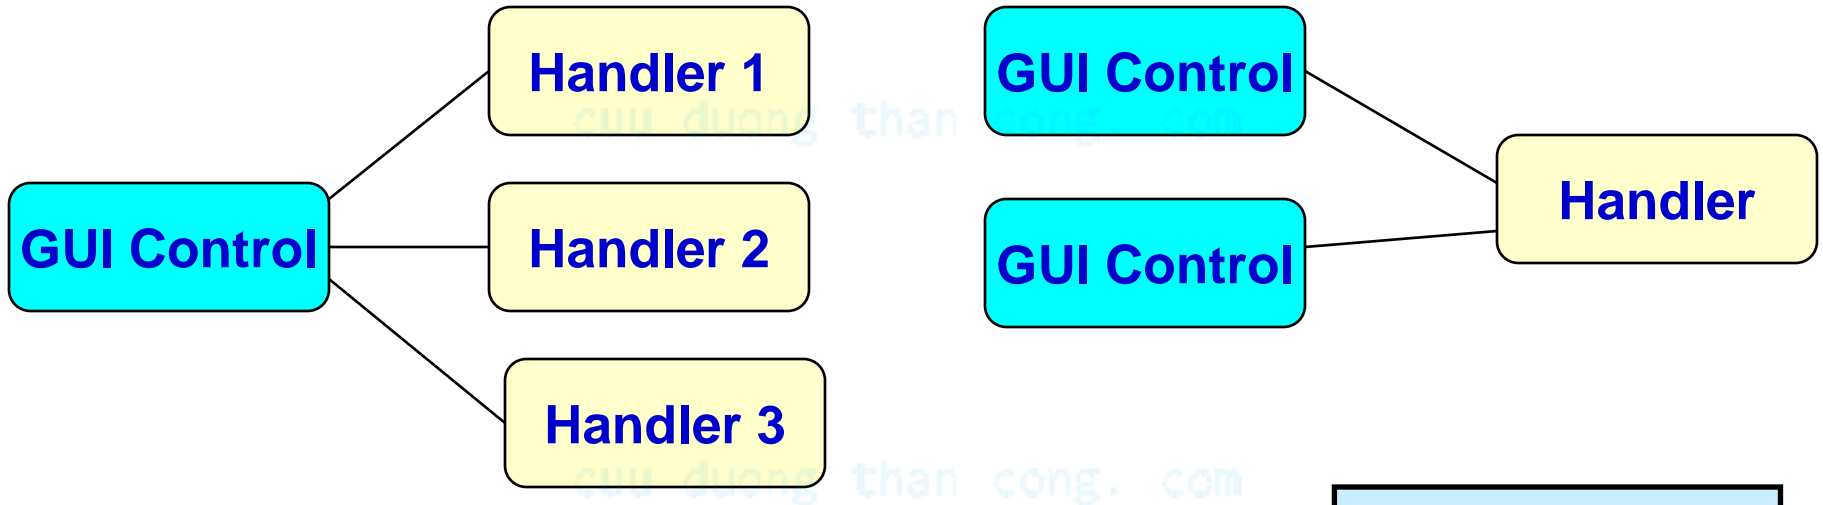 Handler 1
GUI Control
Handler 2
Handler 3
GUI Control
GUI Control
Handler
cuu duong than cong. com
cuu duong than cong. com